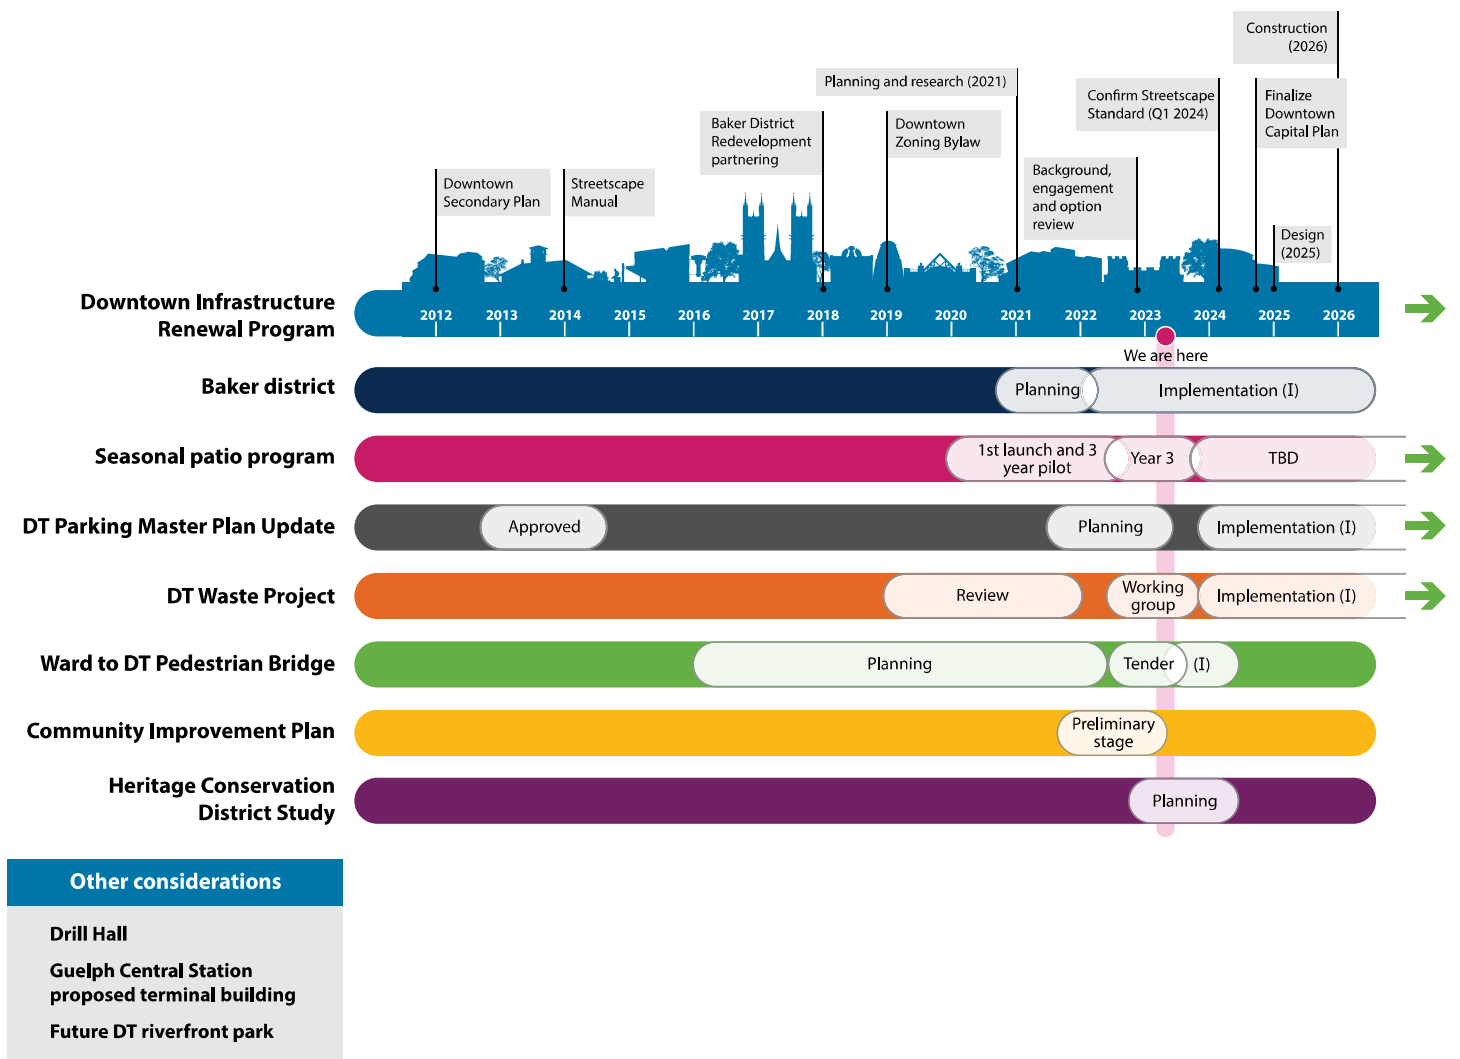 Construction
(2026)
Planning and research (2021)
Confirm Streetscape
Standard (Q1 2024)
Finalize
Downtown
Capital Plan
Baker District
Redevelopment
partnering
Downtown
Zoning Bylaw
Background,
engagement
and option
review
Downtown
Secondary Plan
Streetscape
Manual
Design
(2025)
Downtown Infrastructure
Renewal Program
2012 2013 2014 2015 2016 2017 2018 2019 2020 2021 2022 2023 2024 2025 2026
We are here
Baker district
Planning
Implementation (I)
Seasonal patio program
1st launch and 3
year pilot
Year 3
TBD
DT Parking Master Plan Update
Approved
Planning
Implementation (I)
DT Waste Project
Review
Working
group
Implementation (I)
Ward to DT Pedestrian Bridge
Planning
Tender
(I)
Community Improvement Plan
Preliminary
stage
Heritage Conservation
District Study
Planning
Other considerations
Drill Hall
Guelph Central Station
proposed terminal building
Future DT riverfront park